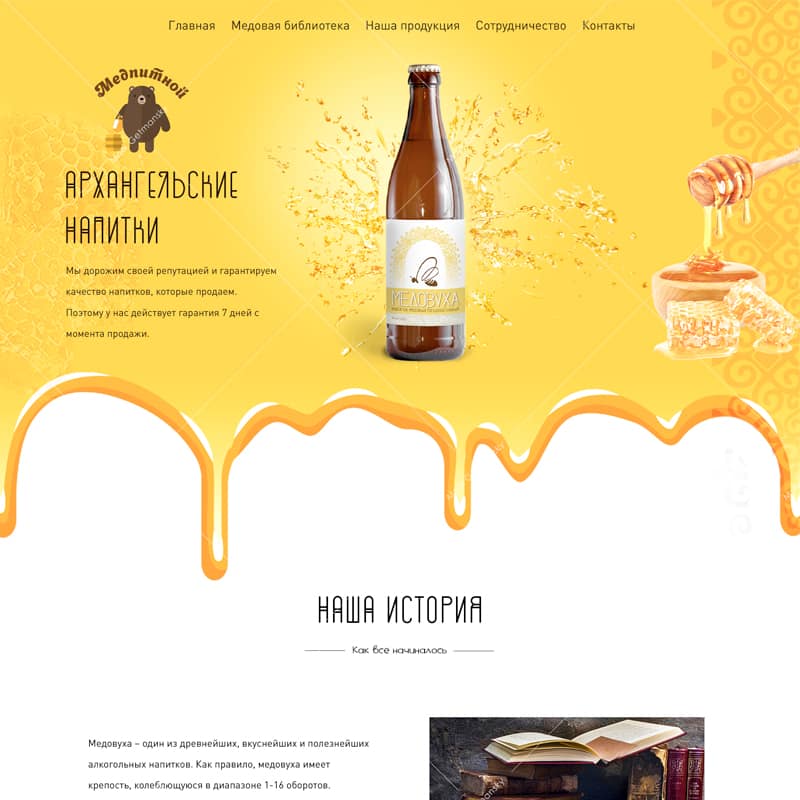 Главная Медовая библиотека Наша продукция Сотрудничество Контакты
Медпитной
АРХАНГЕЛЬСКИЕ
НАПИТКИ
Мы дорожим своей репутацией и гарантируем
качество напитков, которые продаем.
Поэтому у нас действует гарантия 7 дней с
момента продажи.
МЕДОВУХА
НАША ИСТОРИЯ
Как все начиналось
Медовуха – один из древнейших, вкуснейших и полезнейших
алкогольных напитков. Как правило, медовуха имеет
крепость, колеблющуюся в диапазоне 1-16 оборотов.